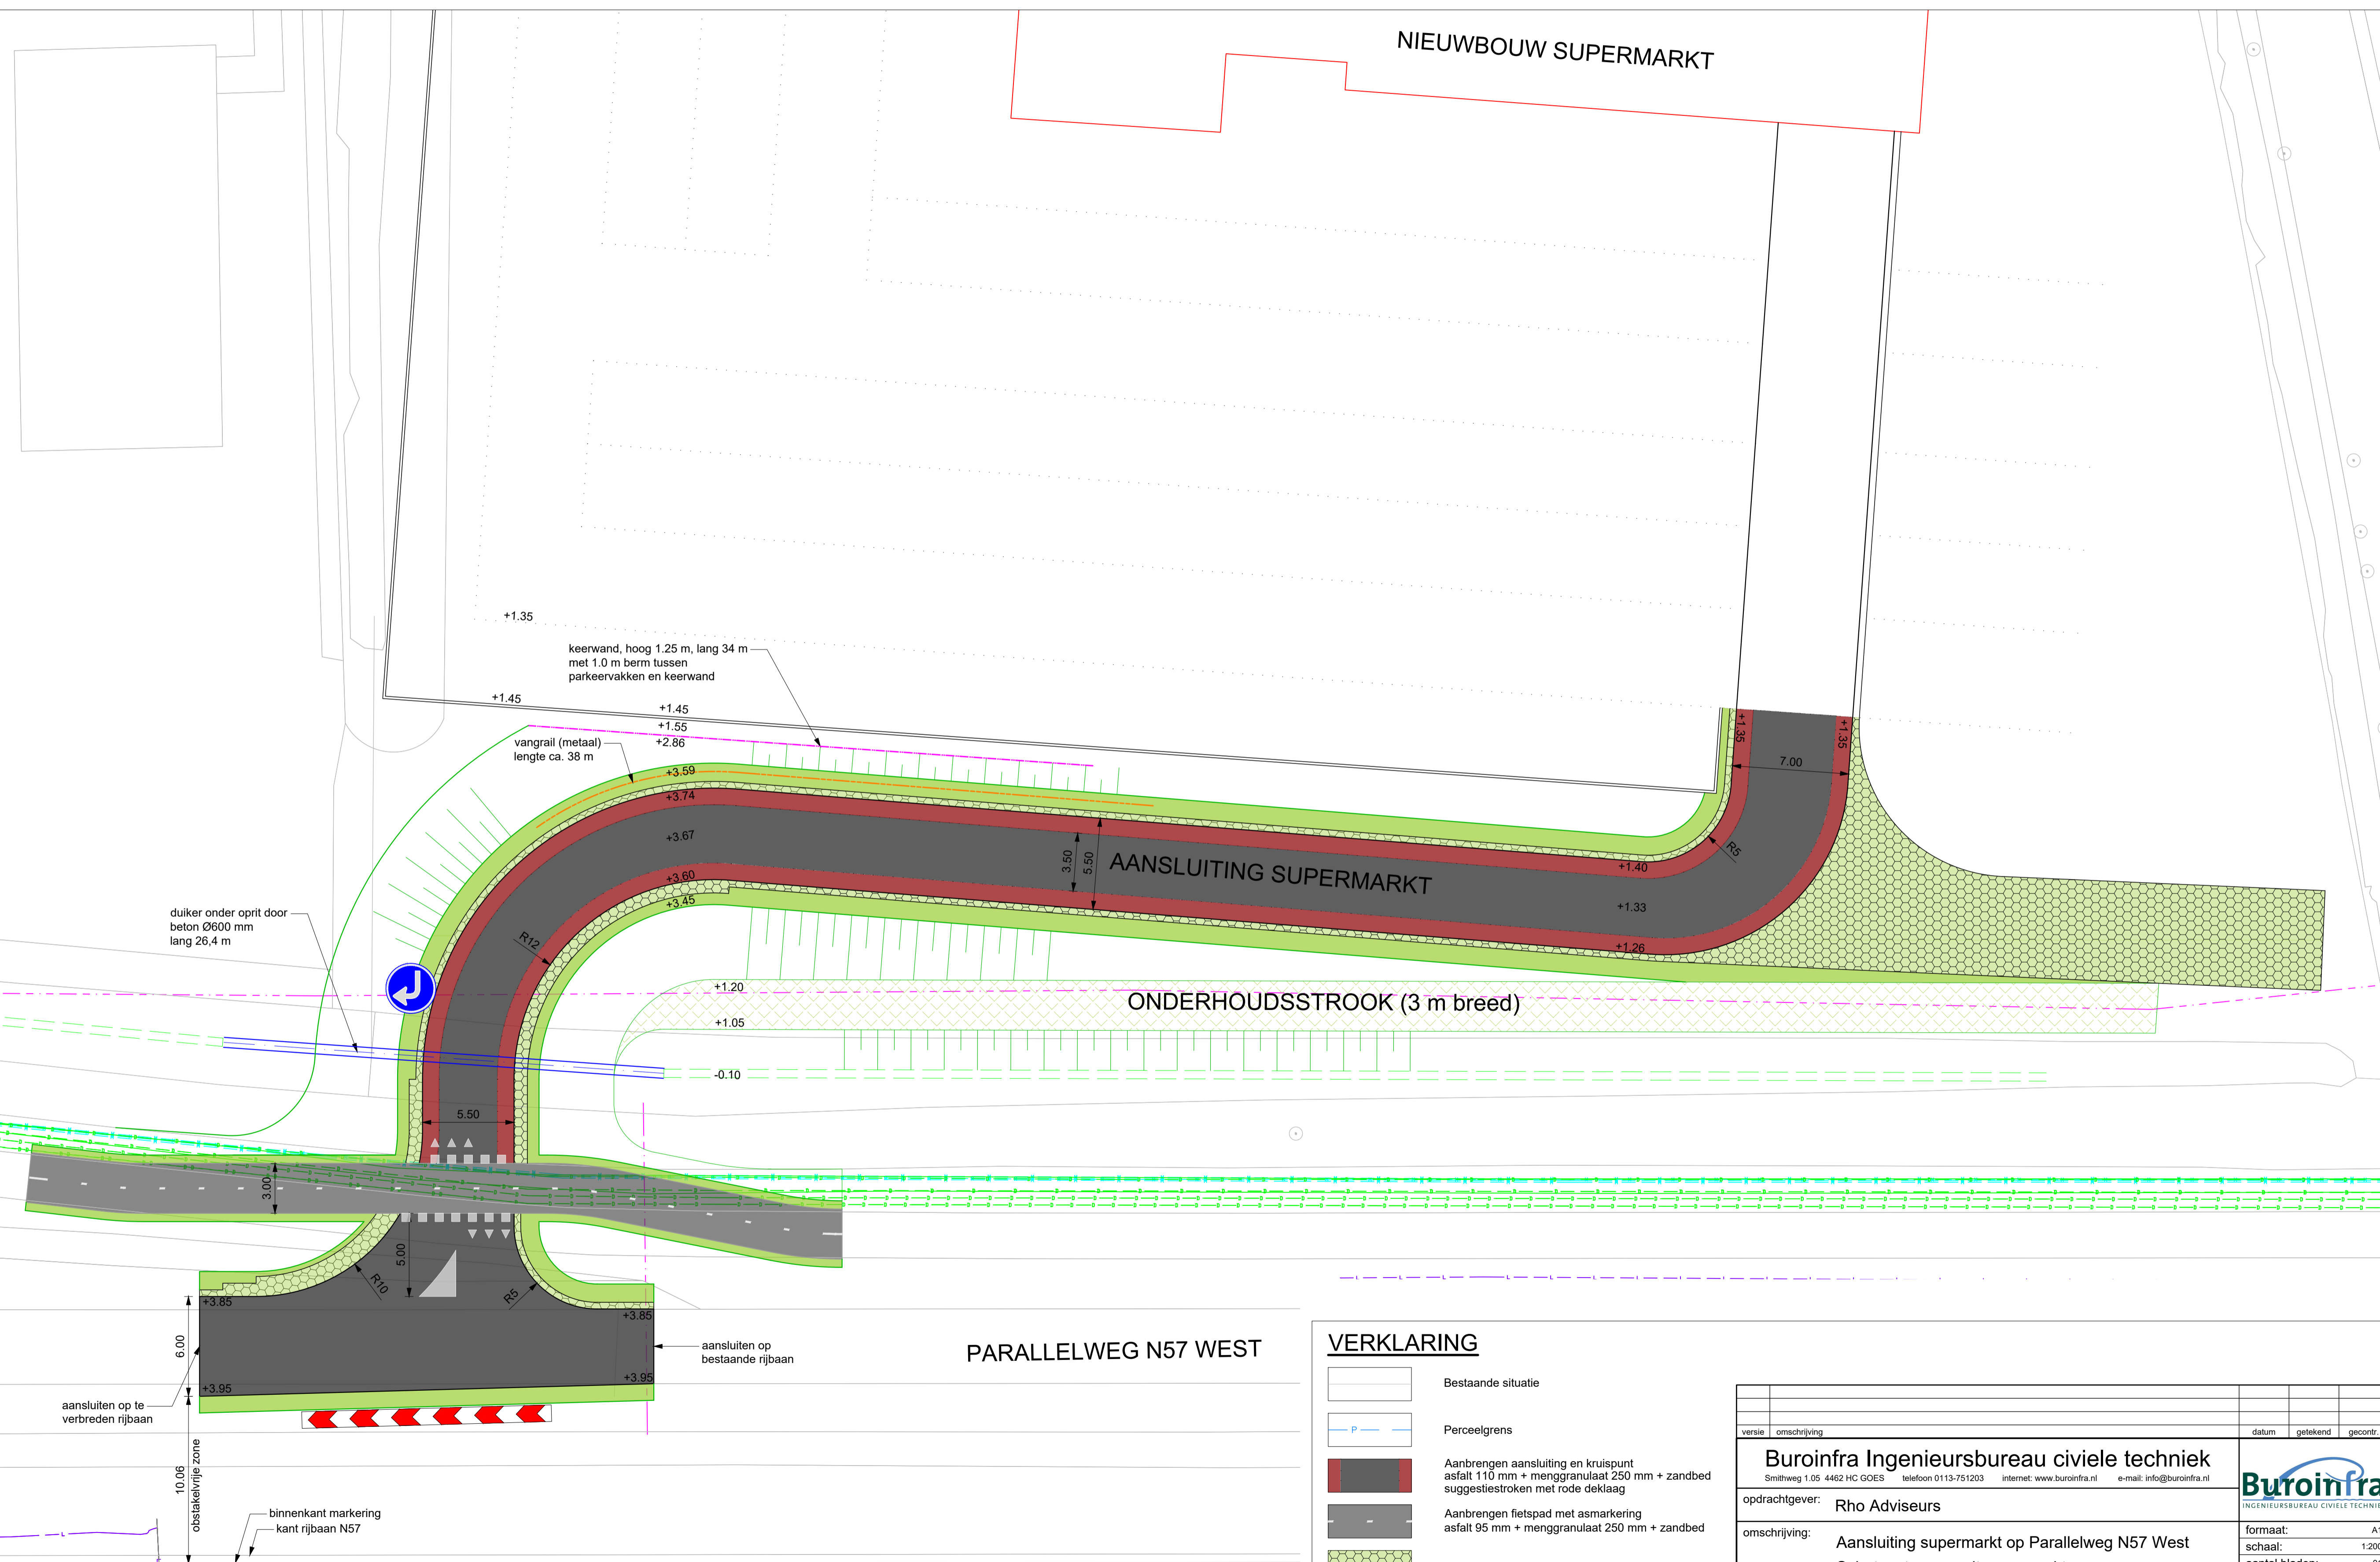 NIEUWBOUW SUPERMARKT
+1.35
keerwand, hoog 1.25 m, lang 34 m
met 1.0 m berm tussen
parkeervakken en keerwand
+1.45
+1.45
+1.55
+2.86
vangrail (metaal)
lengte ca. 38 m
+3.59
+3.74
+3.67
+3.60
+3.45
+1.35
+1.35
7.00
3.50
5.50
AANSLUITING SUPERMARKT
R5
+1.40
+1.33
+1.26
duiker onder oprit door
beton Ø600 mm
lang 26,4 m
R12
+1.20
ONDERHOUDSSTROOK (3 m breed)
+1.05
-0.10
5.50
3.00
5.00
R10
R5
+3.85
+3.85
6.00
+3.95
+3.95
aansluiten op
bestaande rijbaan
PARALLELWEG N57 WEST
aansluiten op te
verbreden rijbaan
10.06
obstakelvrije zone
binnenkant markering
kant rijbaan N57
VERKLARING
Bestaande situatie
P
Perceelgrens
Aanbrengen aansluiting en kruispunt
asfalt 110 mm + menggranulaat 250 mm + zandbed
suggestiestroken met rode deklaag
Aanbrengen fietspad met asmarkering
asfalt 95 mm + menggranulaat 250 mm + zandbed
versie omschrijving datum getekend gecontr.
Buroinfra Ingenieursbureau civiele techniek
Smithweg 1.05 4462 HC GOES telefoon 0113-751203 internet: www.buroinfra.nl e-mail: info@buroinfra.nl
opdrachtgever: Rho Adviseurs
omschrijving: Aansluiting supermarkt op Parallelweg N57 West
Buroinfra
INGENIEURSBUREAU CIVIELE TECHNIEK
formaat: A1
schaal: